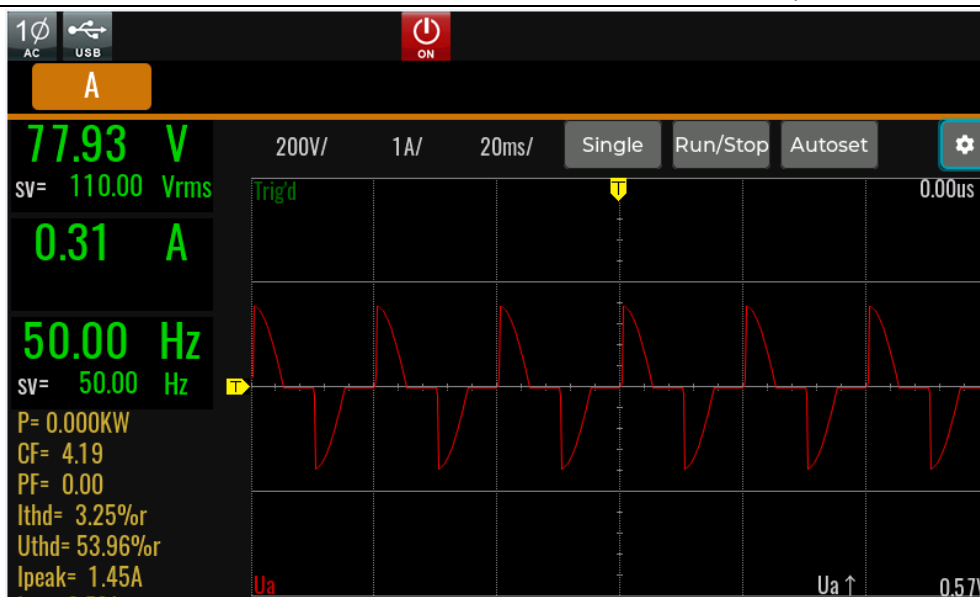 1Ø
AC
USB
ON
A
77.93 V
sv= 110.00 Vrms
0.31 A
50.00 Hz
sv= 50.00 Hz
P= 0.000KW
CF= 4.19
PF= 0.00
Ithd= 3.25%r
Uthd= 53.96%r
Ipeak= 1.45A
200V/ 1A/ 20ms/ Single Run/Stop Autoset
Trig'd T 0.00us
T
Ua Ua ↑ 0.57V